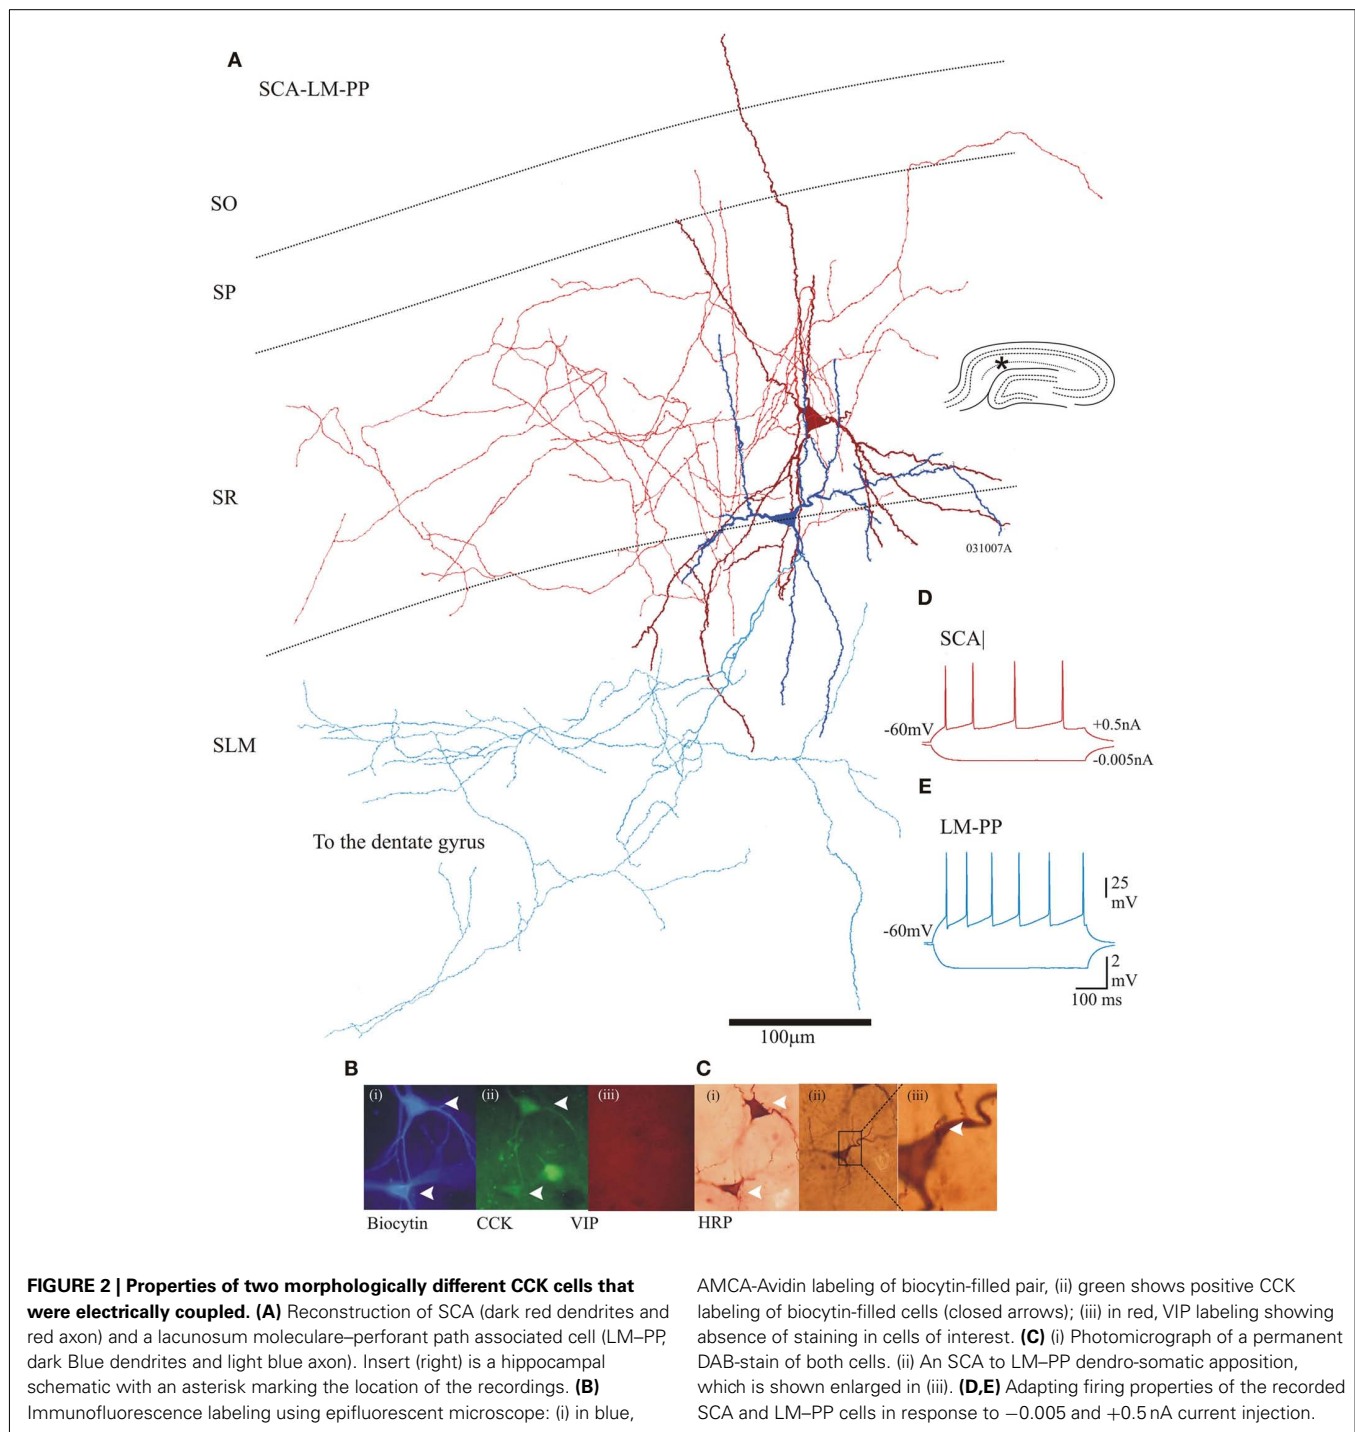 A
SCA-LM-PP
SO
SP
SR
031007A
D
SCA|
-60mV
+0.5nA
-0.005nA
SLM
E
LM-PP
To the dentate gyrus
25
mV
-60mV
2
mV
100 ms
100µm
B
C
(i)
(ii)
(iii)
(i)
(ii)
(iii)
Biocytin
CCK
VIP
HRP
FIGURE 2 | Properties of two morphologically different CCK cells that
were electrically coupled. (A) Reconstruction of SCA (dark red dendrites and
red axon) and a lacunosum moleculare–perforant path associated cell (LM–PP,
dark Blue dendrites and light blue axon). Insert (right) is a hippocampal
schematic with an asterisk marking the location of the recordings. (B)
Immunofluorescence labeling using epifluorescent microscope: (i) in blue,
AMCA-Avidin labeling of biocytin-filled pair, (ii) green shows positive CCK
labeling of biocytin-filled cells (closed arrows); (iii) in red, VIP labeling showing
absence of staining in cells of interest. (C) (i) Photomicrograph of a permanent
DAB-stain of both cells. (ii) An SCA to LM–PP dendro-somatic apposition,
which is shown enlarged in (iii). (D,E) Adapting firing properties of the recorded
SCA and LM–PP cells in response to −0.005 and +0.5 nA current injection.